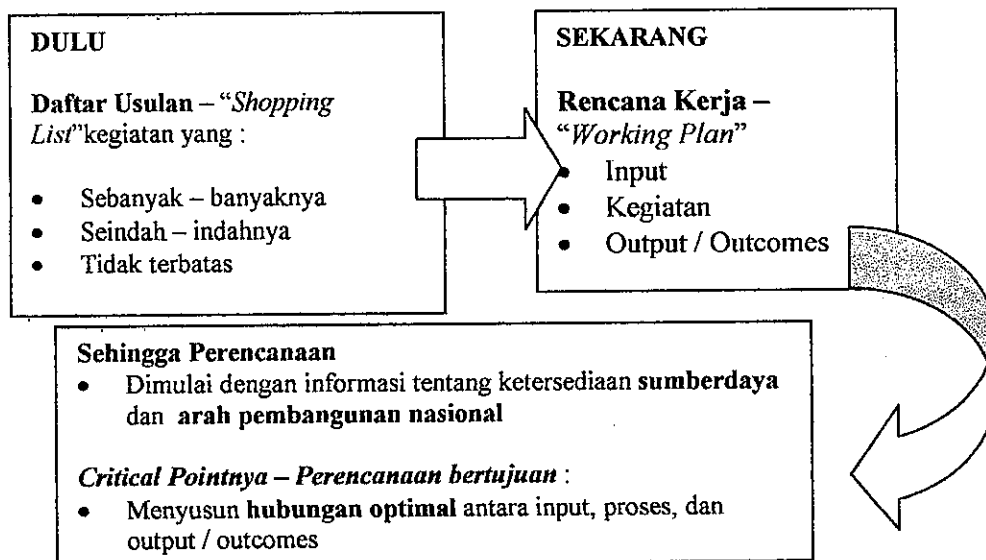 DULU
Daftar Usulan – “Shopping
List”kegiatan yang :
• Sebanyak – banyaknya
• Seindah – indahnya
• Tidak terbatas
SEKARANG
Rencana Kerja –
“Working Plan”
• Input
• Kegiatan
• Output / Outcomes
Sehingga Perencanaan
• Dimulai dengan informasi tentang ketersediaan sumberdaya
dan arah pembangunan nasional
Critical Pointnya – Perencanaan bertujuan :
• Menyusun hubungan optimal antara input, proses, dan
output / outcomes